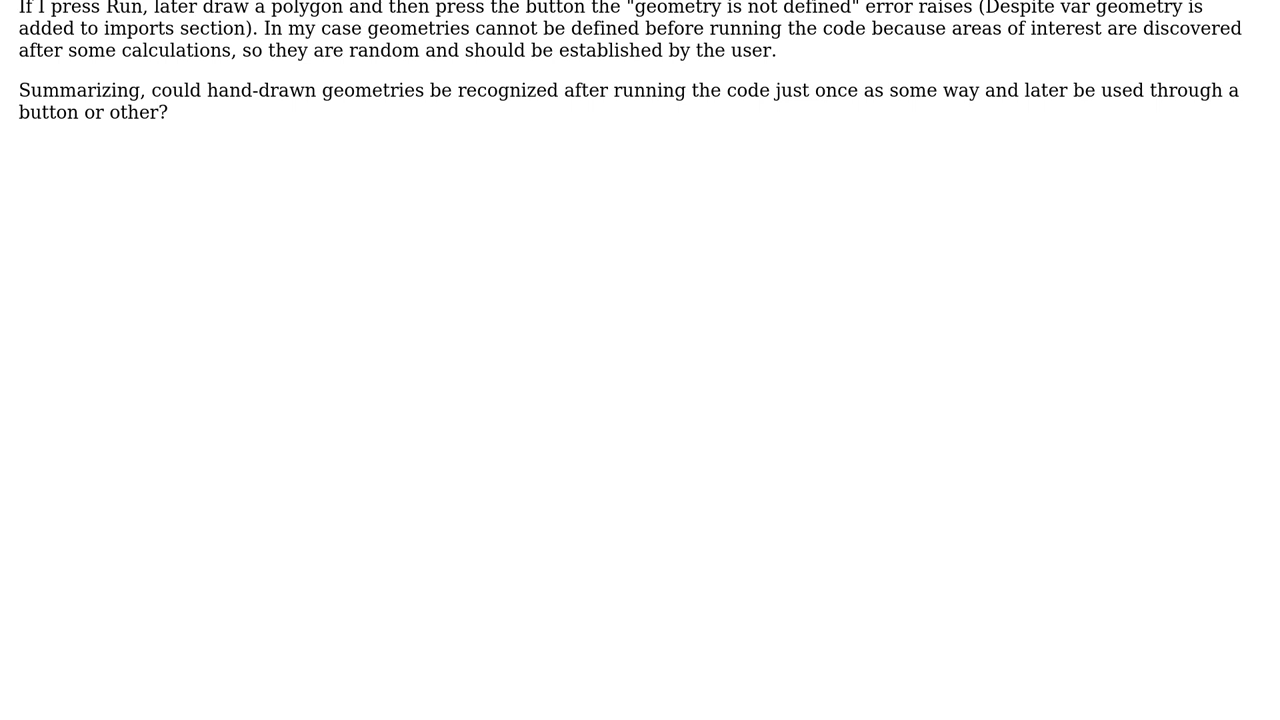 If I press Run, later draw a polygon and then press the button the "geometry is not defined" error raises (Despite var geometry is
added to imports section). In my case geometries cannot be defined before running the code because areas of interest are discovered
after some calculations, so they are random and should be established by the user.
Summarizing, could hand-drawn geometries be recognized after running the code just once as some way and later be used through a
button or other?